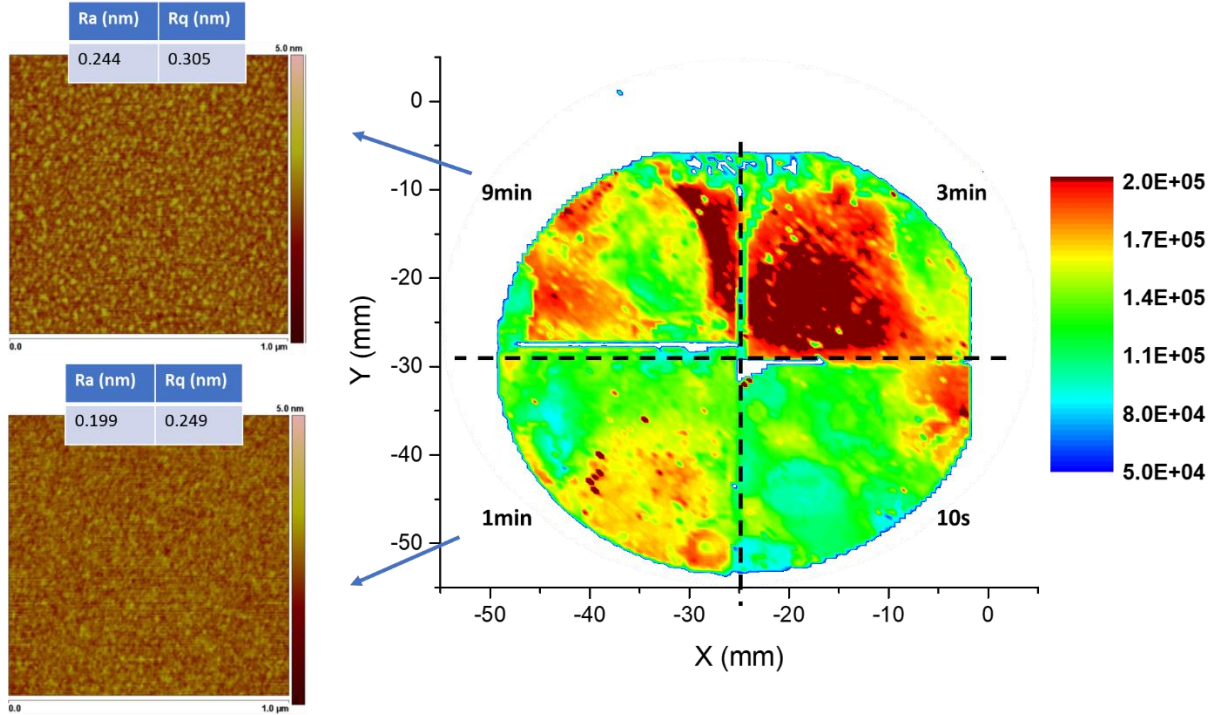 Ra (nm) Rq (nm)
0.244 0.305
5.0 nm
0.0 1.0 µm
Ra (nm) Rq (nm)
0.199 0.249
5.0 nm
0.0 1.0 µm
9min
3min
1min
10s
Y (mm)
0
-10
-20
-30
-40
-50
-50 -40 -30 -20 -10 0
X (mm)
2.0E+05
1.7E+05
1.4E+05
1.1E+05
8.0E+04
5.0E+04